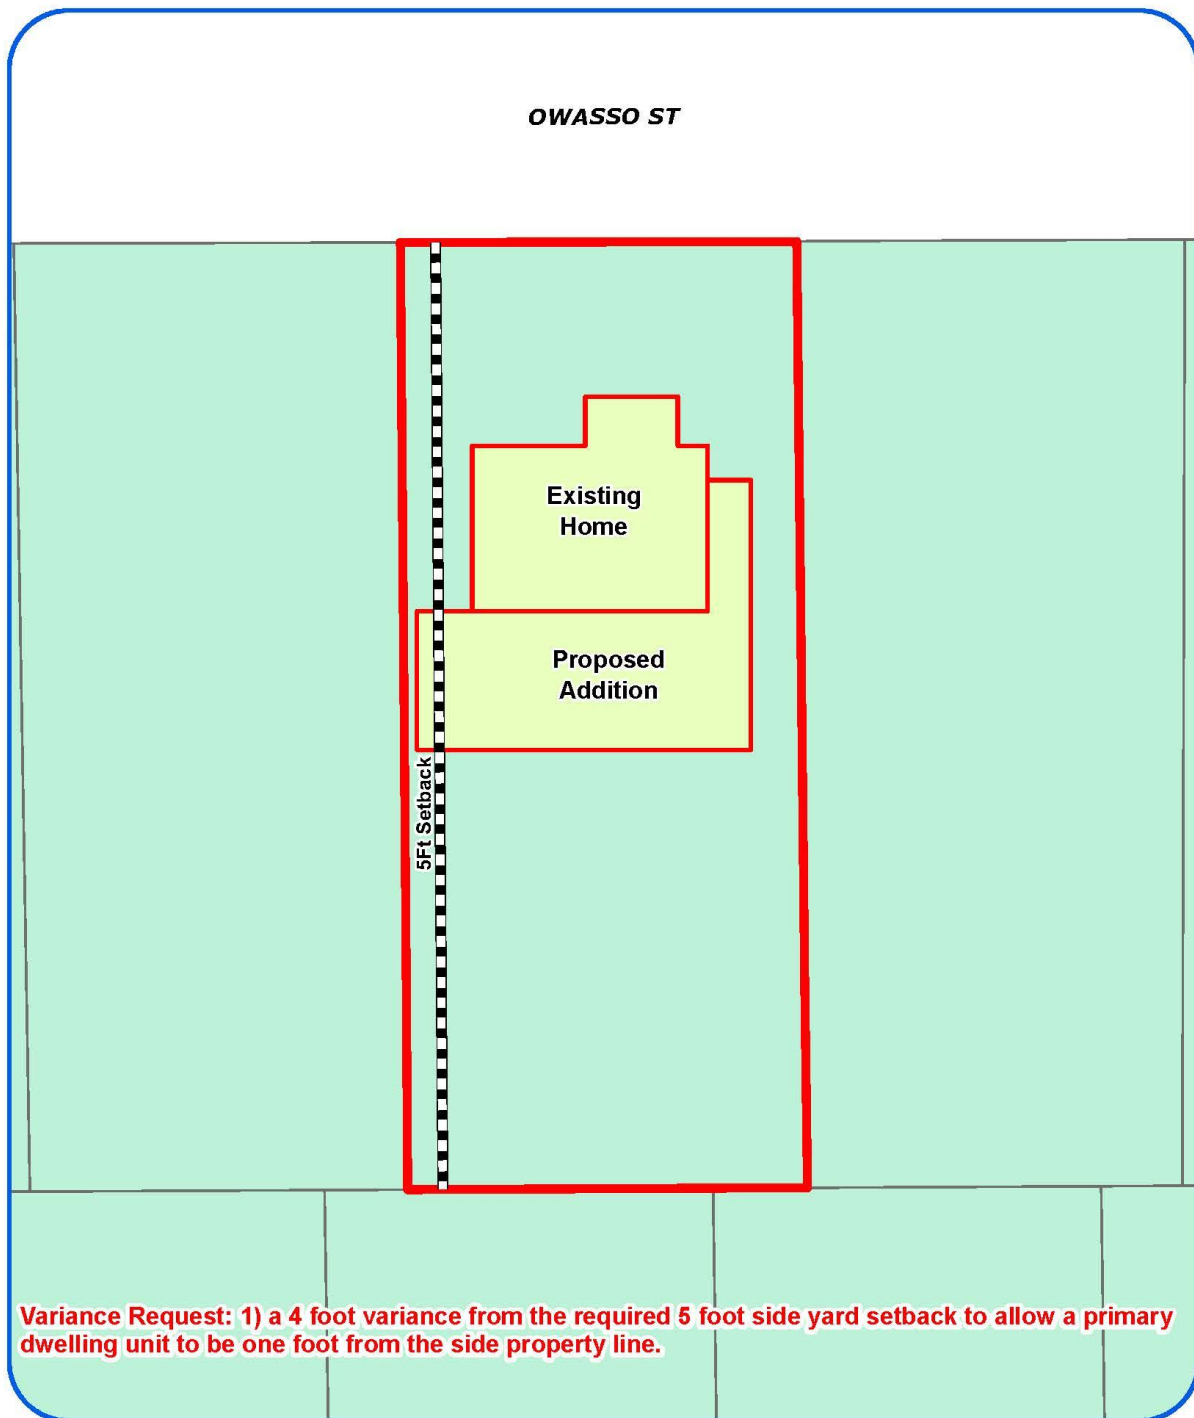 OWASSO ST
Existing
Home
Proposed
Addition
5Ft Setback
Variance Request: 1) a 4 foot variance from the required 5 foot side yard setback to allow a primary
dwelling unit to be one foot from the side property line.